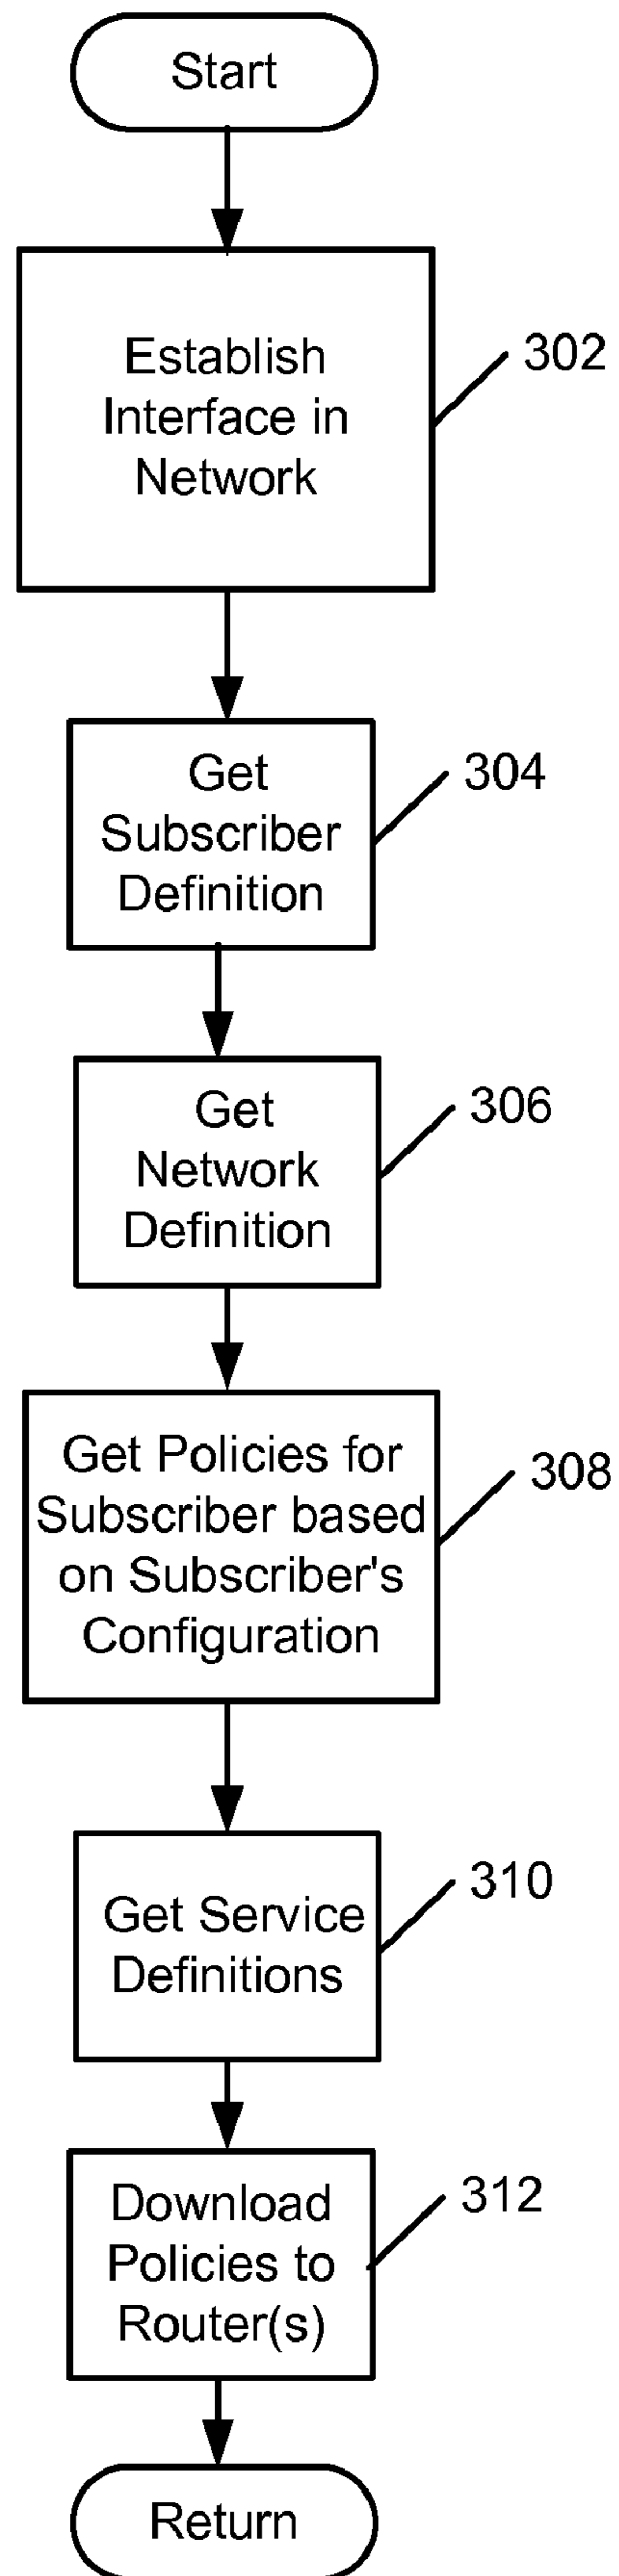 Start
Establish
Interface in
Network
302
Get
Subscriber
Definition
304
Get
Network
Definition
306
Get Policies for
Subscriber based
on Subscriber's
Configuration
308
Get Service
Definitions
310
Download
Policies to
Router(s)
312
Return